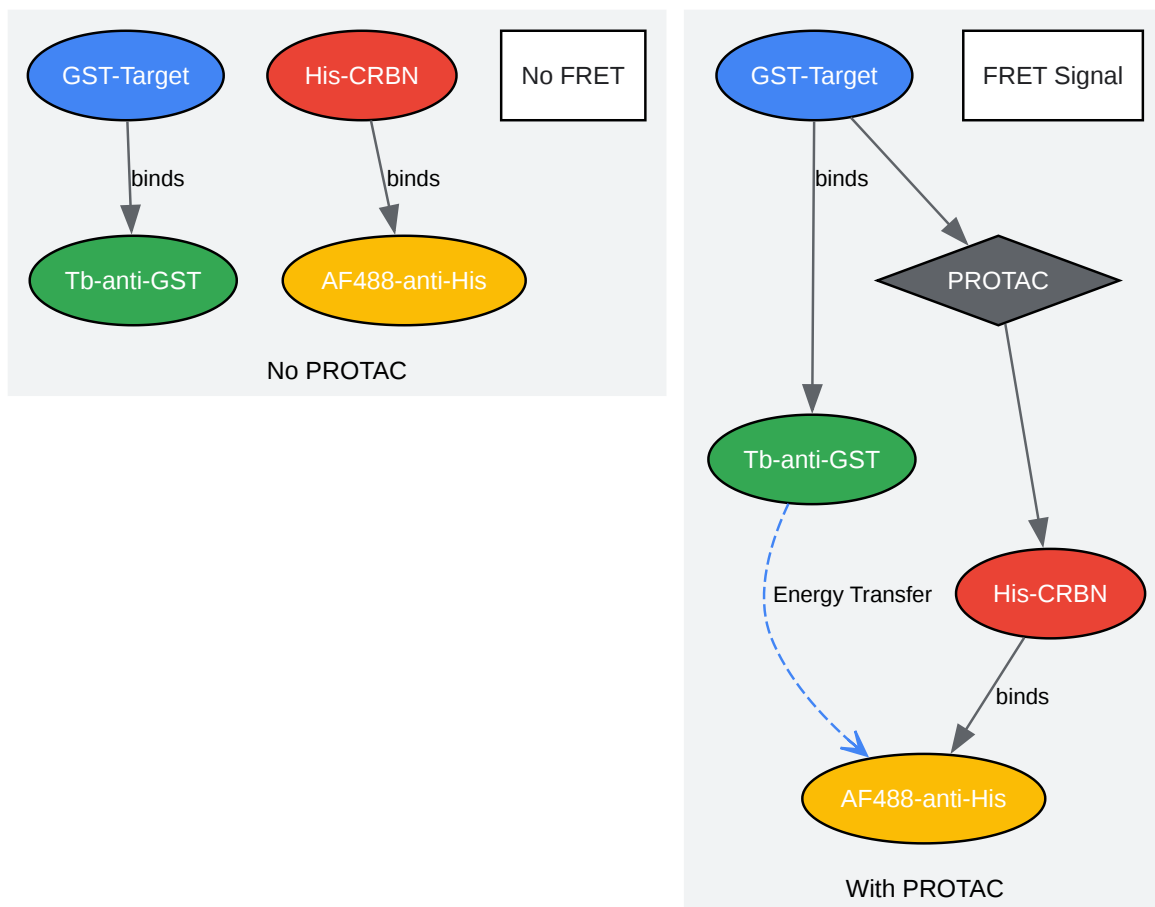 GST-Target
His-CRBN
No FRET
binds
binds
Tb-anti-GST
AF488-anti-His
No PROTAC
GST-Target
FRET Signal
binds
PROTAC
Tb-anti-GST
Energy Transfer
His-CRBN
binds
AF488-anti-His
With PROTAC